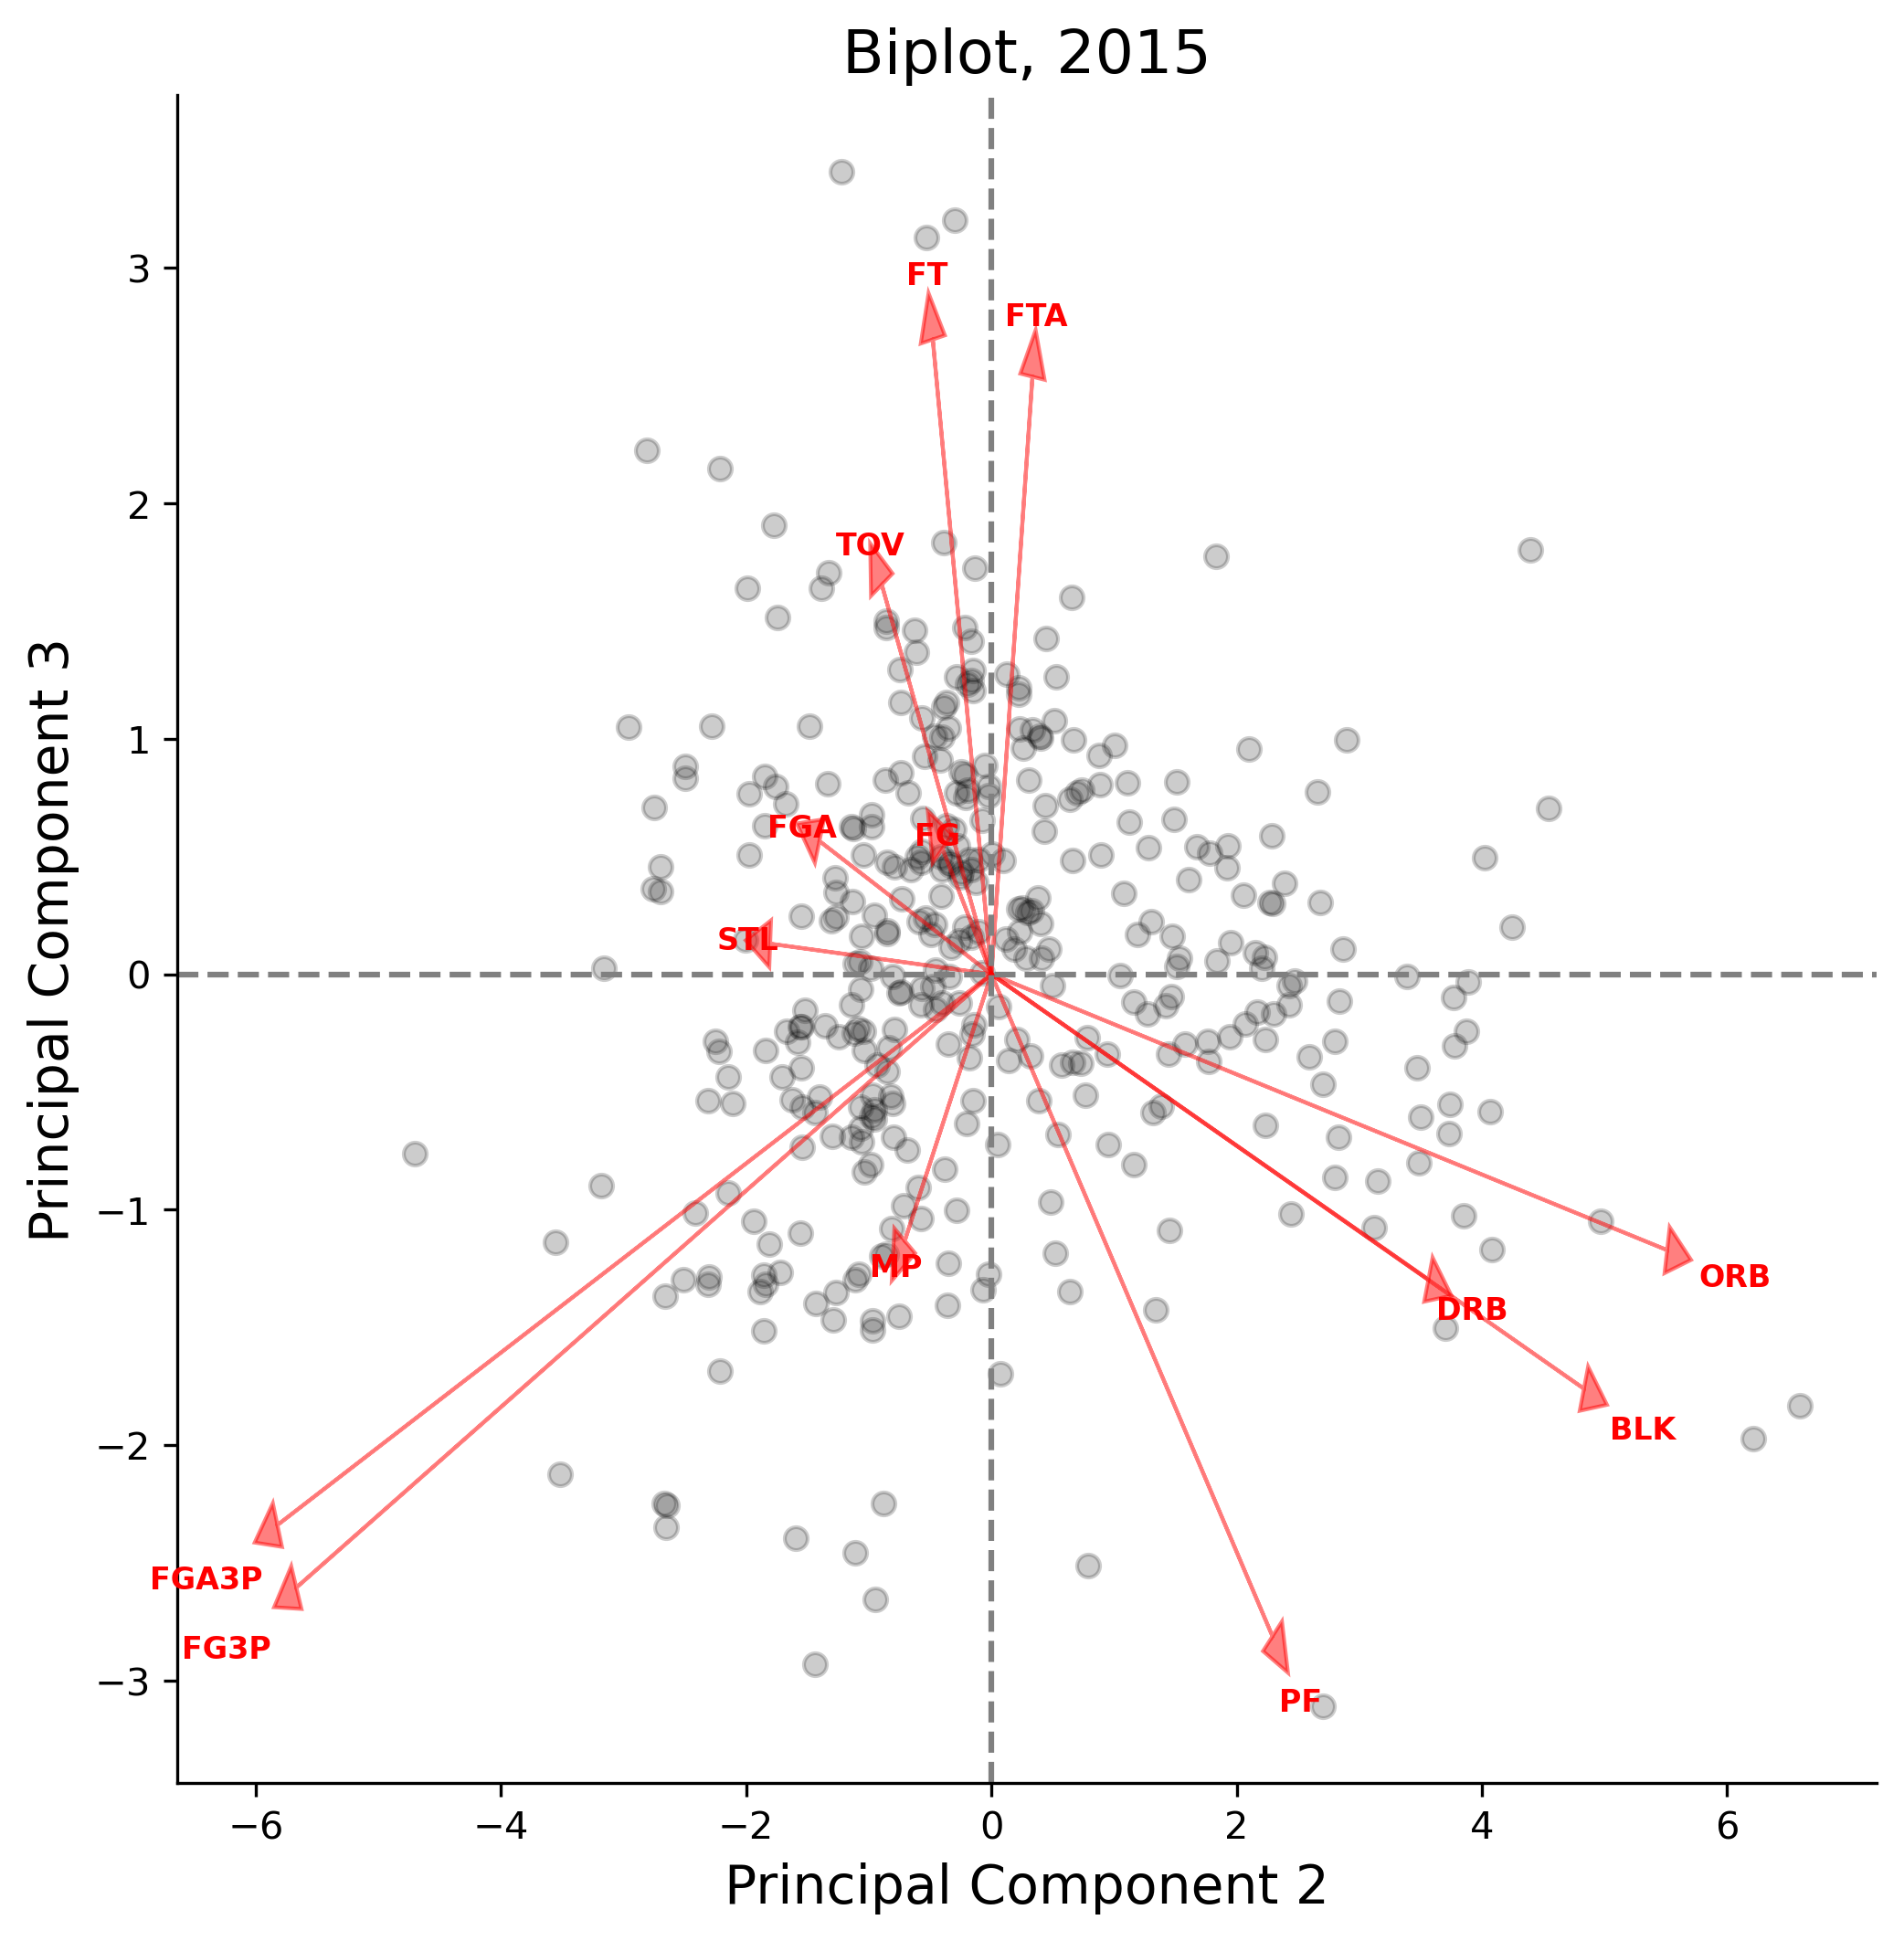 Biplot, 2015
Principal Component 3
3
2
1
0
−1
−2
−3
FT
FTA
TOV
FGA
FG
STL
MP
ORB
DRB
BLK
FGA3P
FG3P
PF
−6
−4
−2
0
2
4
6
Principal Component 2